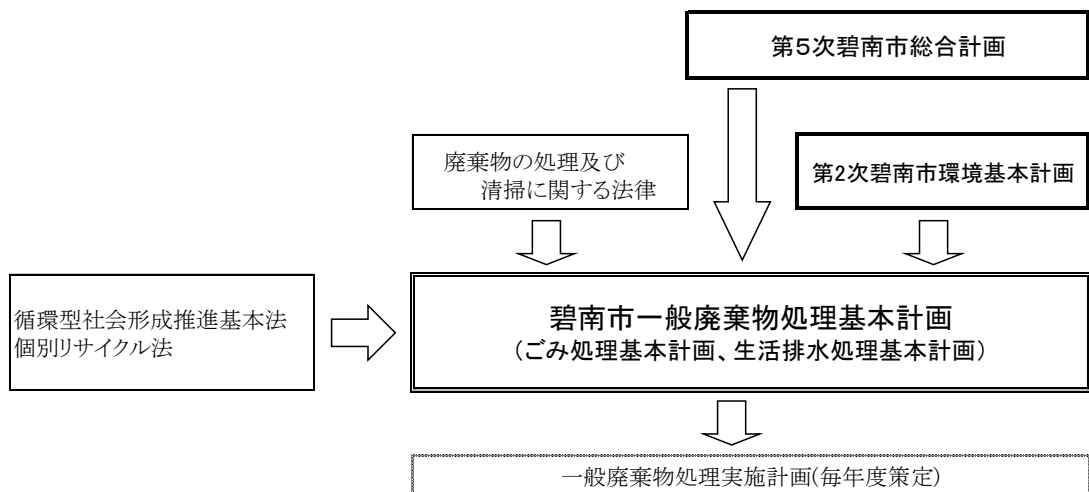 第5次碧南市総合計画
廃棄物の処理及び
清掃に関する法律
第2次碧南市環境基本計画
循環型社会形成推進基本法
個別リサイクル法
碧南市一般廃棄物処理基本計画
(ごみ処理基本計画、生活排水処理基本計画)
一般廃棄物処理実施計画(毎年度策定)